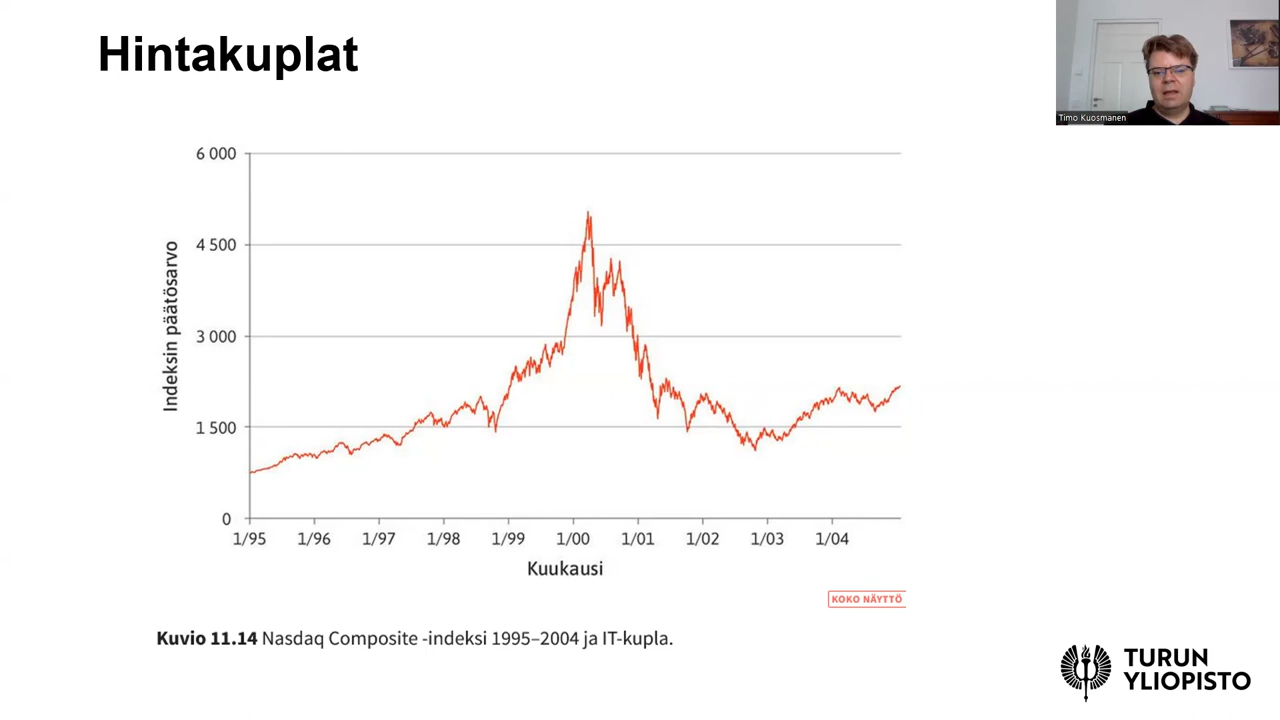 Hintakuplat
Timo Kuosmanen
6 000
4 500
3 000
1 500
0
Indeksin päätösarvo
1/95 1/96 1/97 1/98 1/99 1/00 1/01 1/02 1/03 1/04
Kuukausi
KOKO NÄYTTÖ
Kuvio 11.14 Nasdaq Composite -indeksi 1995–2004 ja IT-kupla.
TURUN
YLIOPISTO